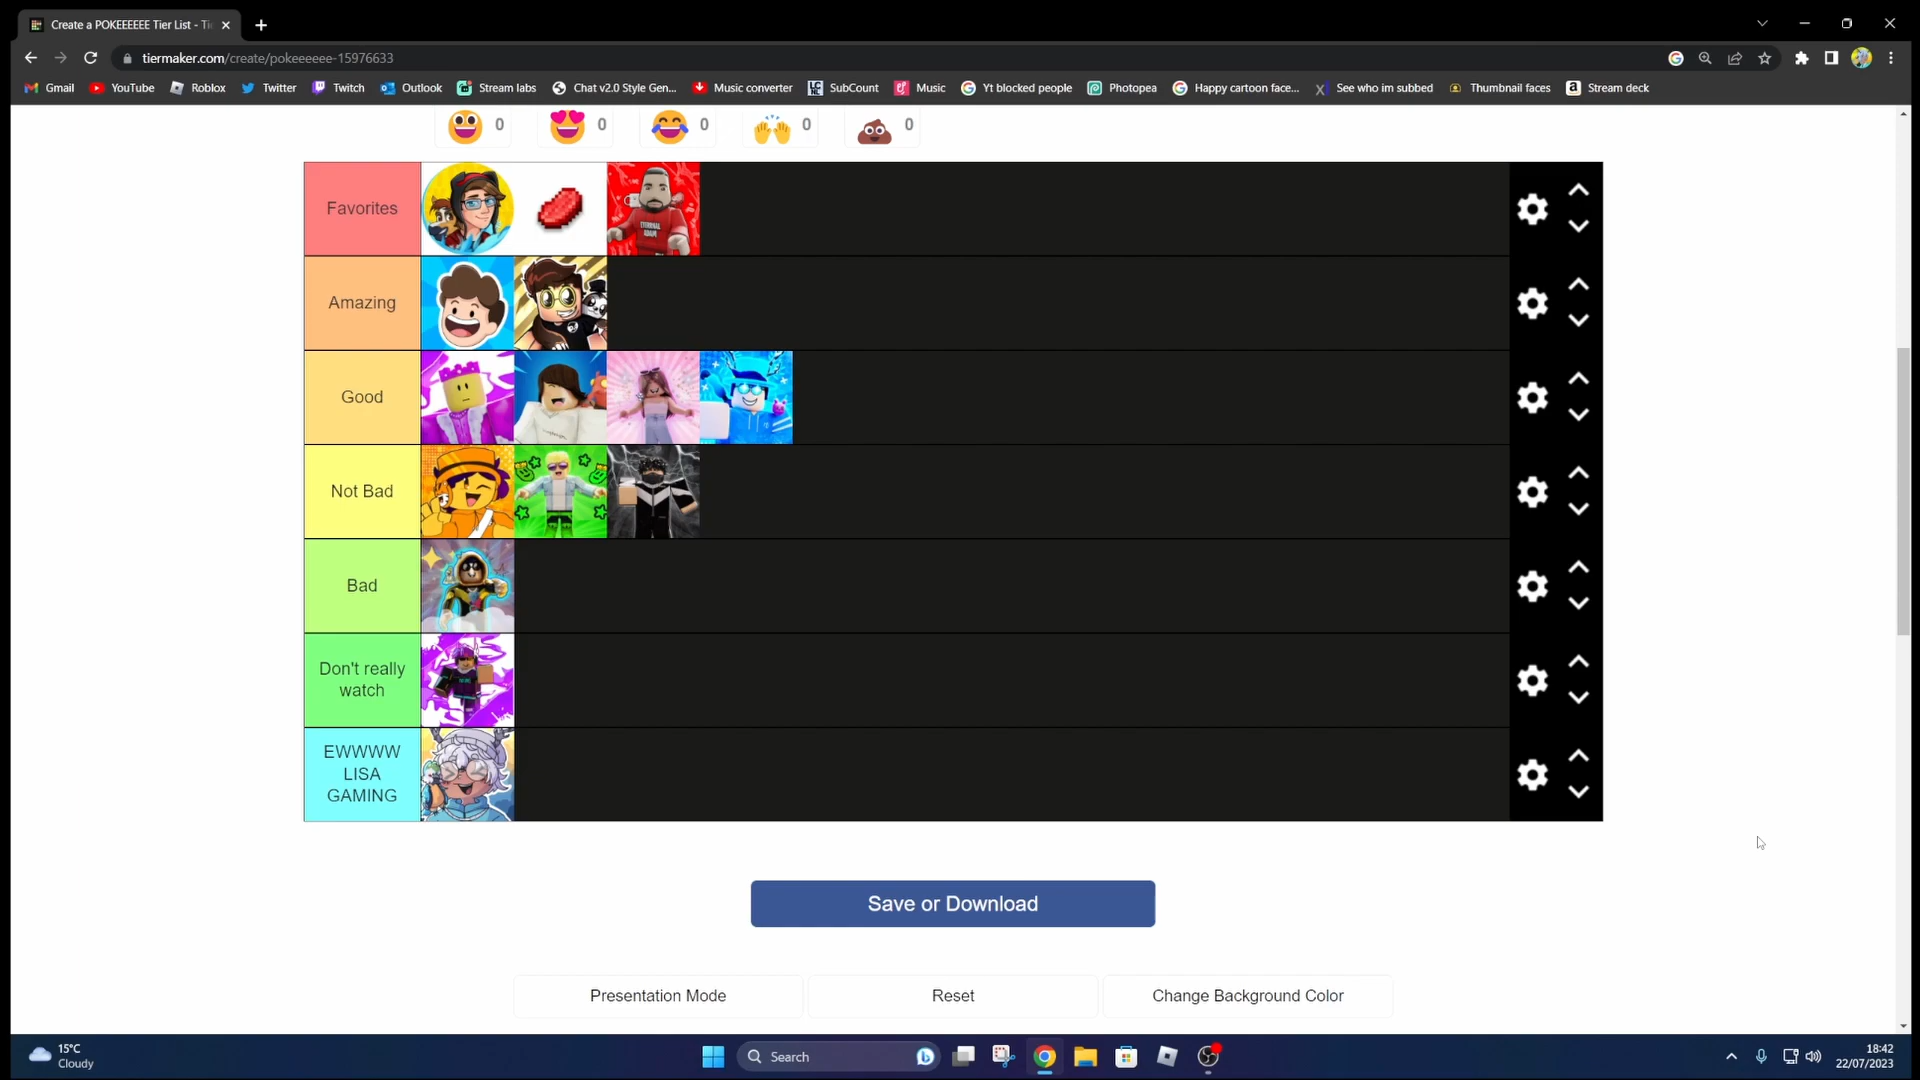 Create a POKEEEEEE Tier List - Ti
tiermaker.com/create/pokeeeeee-15976633
Gmail YouTube Roblox Twitter Twitch Outlook Stream labs Chat v2.0 Style Gen... Music converter SubCount Music Yt blocked people Photopea Happy cartoon face... See who im subbed Thumbnail faces Stream deck
0 0 0 0 0
Favorites
Amazing
Good
Not Bad
Bad
Don't really
watch
EWWWW
LISA
GAMING
Save or Download
Presentation Mode Reset Change Background Color
15°C
Cloudy
Search
18:42
22/07/2023